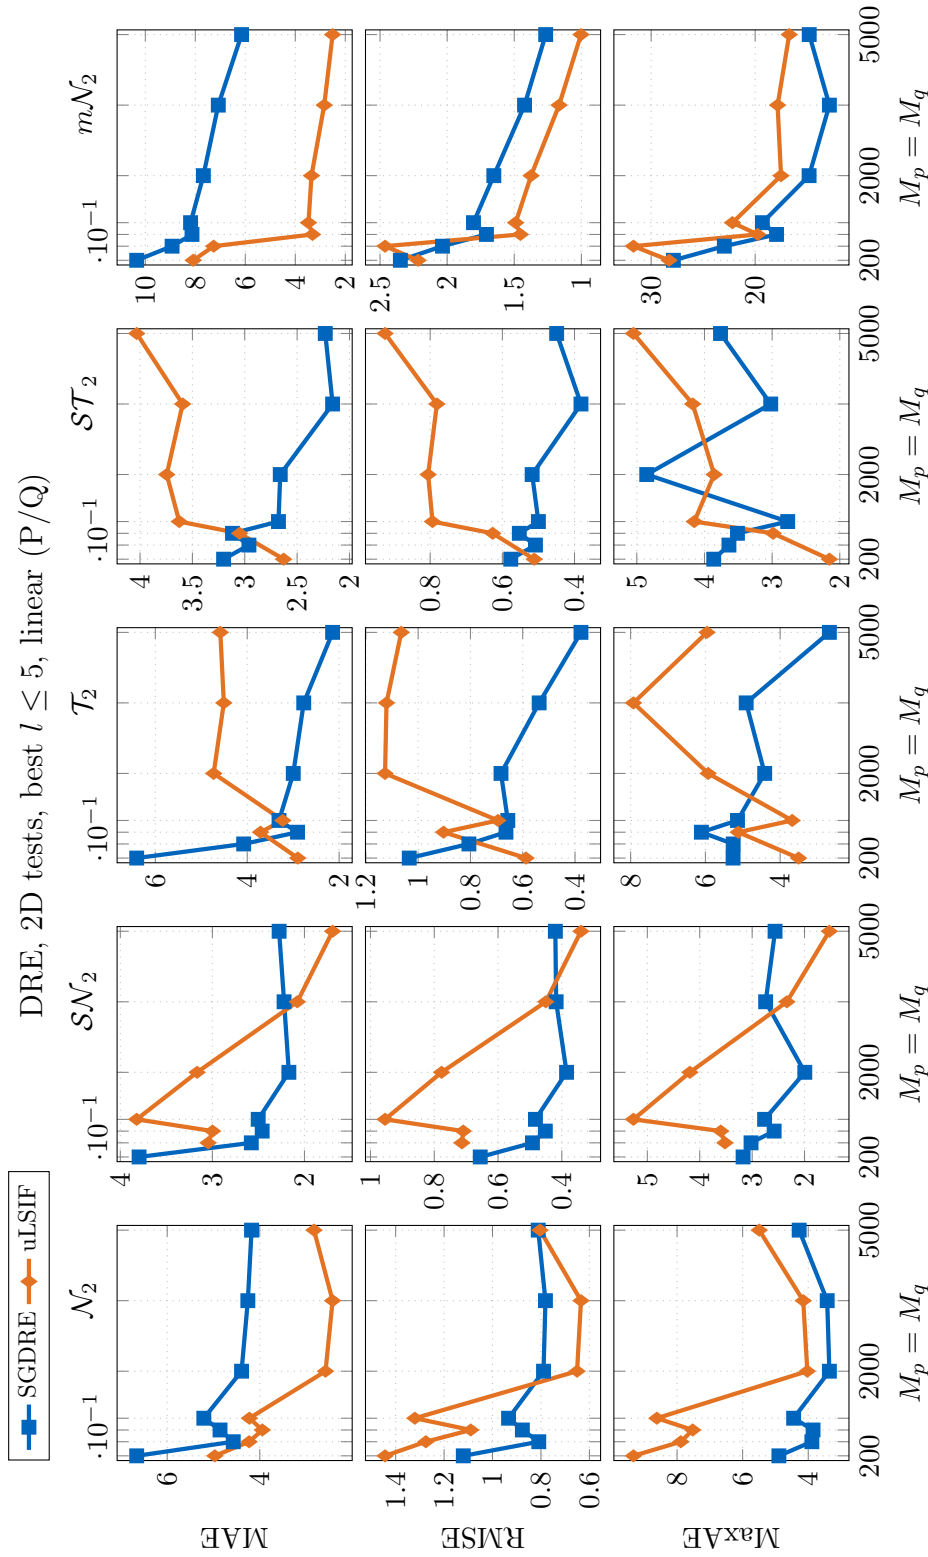 DRE, 2D tests, best l ≤ 5, linear (P/Q)
SGDRE uLSIF
N₂ SN₂ T₂ ST₂ mN₂
·10⁻¹ ·10⁻¹ ·10⁻¹ ·10⁻¹ ·10⁻¹
MAE
6 4
4 3 2
6 4 2
4 3.5 3 2.5 2
10 8 6 4 2
RMSE
1.4 1.2 1 0.8 0.6
1 0.8 0.6 0.4
1.2 1 0.8 0.6 0.4
0.8 0.6 0.4
2.5 2 1.5 1
MaxAE
8 6 4
5 4 3 2
8 6 4
5 4 3 2
30 20
200 2000 5000 200 2000 5000 200 2000 5000 200 2000 5000 200 2000 5000
Mₚ = M_q Mₚ = M_q Mₚ = M_q Mₚ = M_q Mₚ = M_q